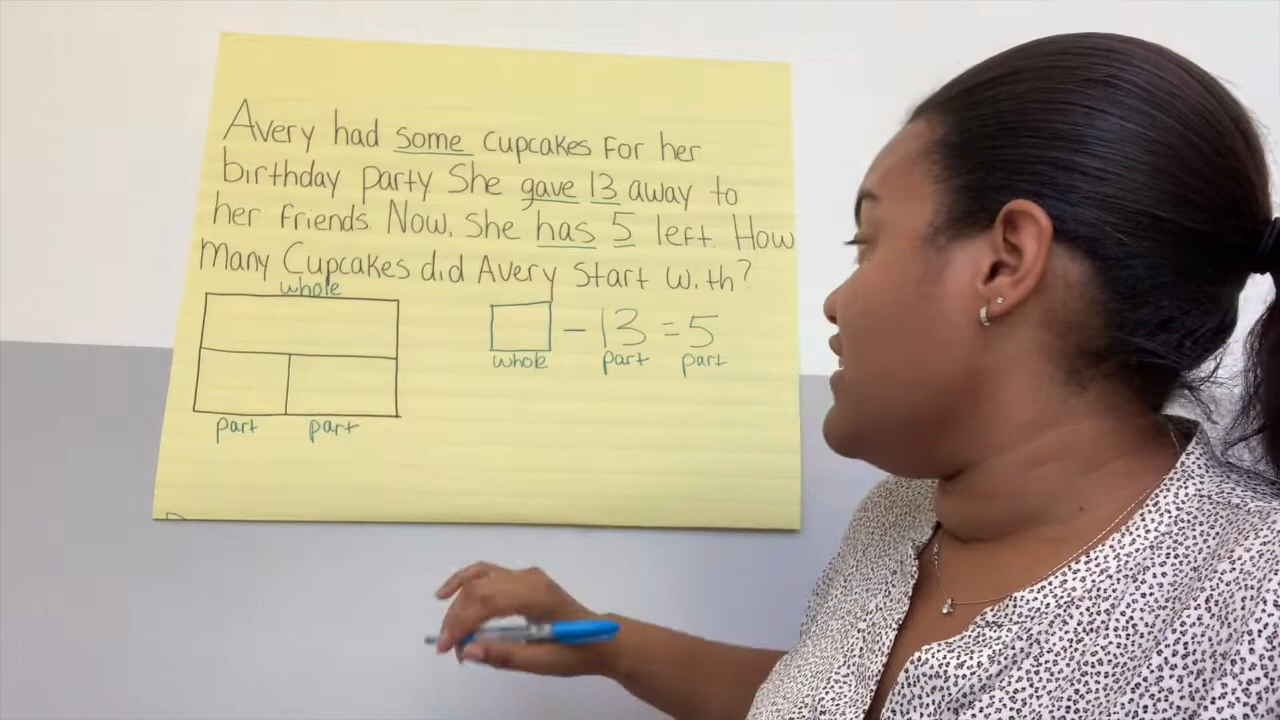 Avery had some cupcakes for her
birthday party She gave 13 away to
her friends. Now, she has 5 left. How
Many Cupcakes did Avery Start With?
whole
□ - 13 = 5
whole part part
part part